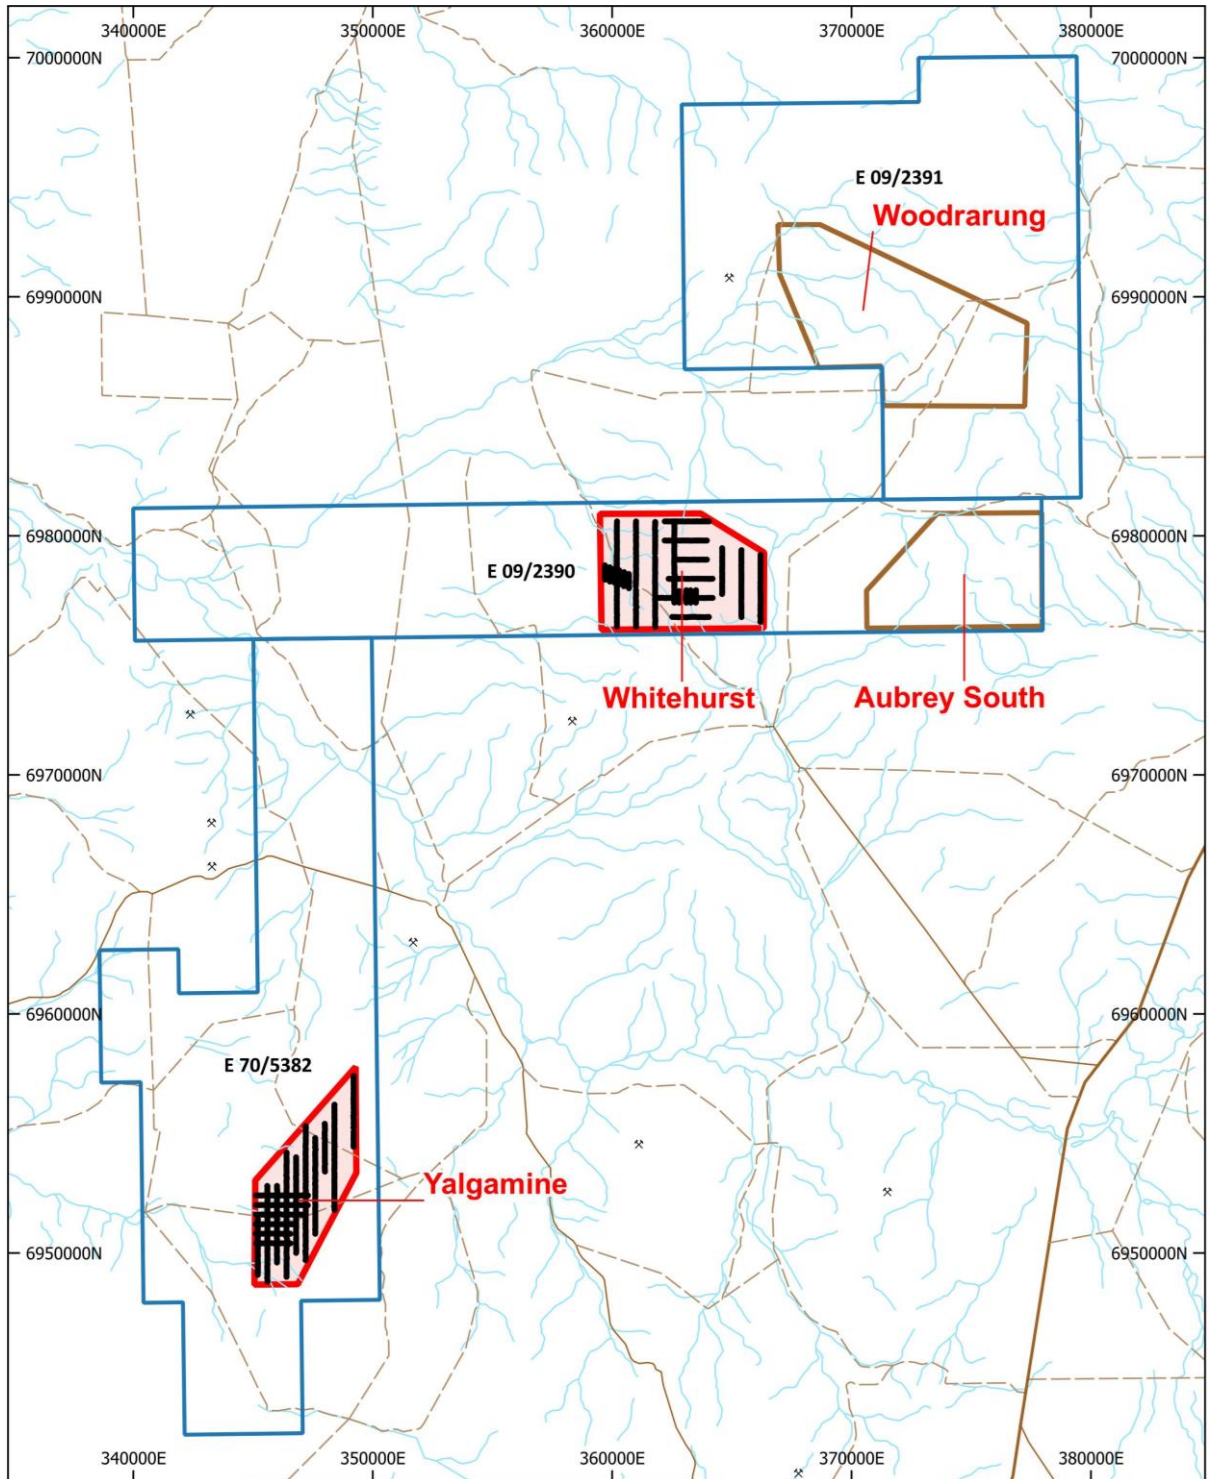 340000E 350000E 360000E 370000E 380000E
7000000N 7000000N
E 09/2391
Woodrarung
6990000N 6990000N
6980000N 6980000N
E 09/2390
Whitehurst Aubrey South
6970000N 6970000N
6960000N 6960000N
E 70/5382
Yalgamine
6950000N 6950000N
340000E 350000E 360000E 370000E 380000E